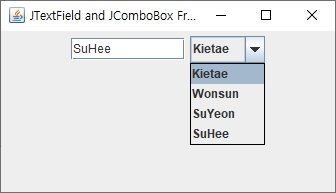 JTextField and JComboBox Fr...
SuHee
Kietae
Kietae
Wonsun
SuYeon
SuHee